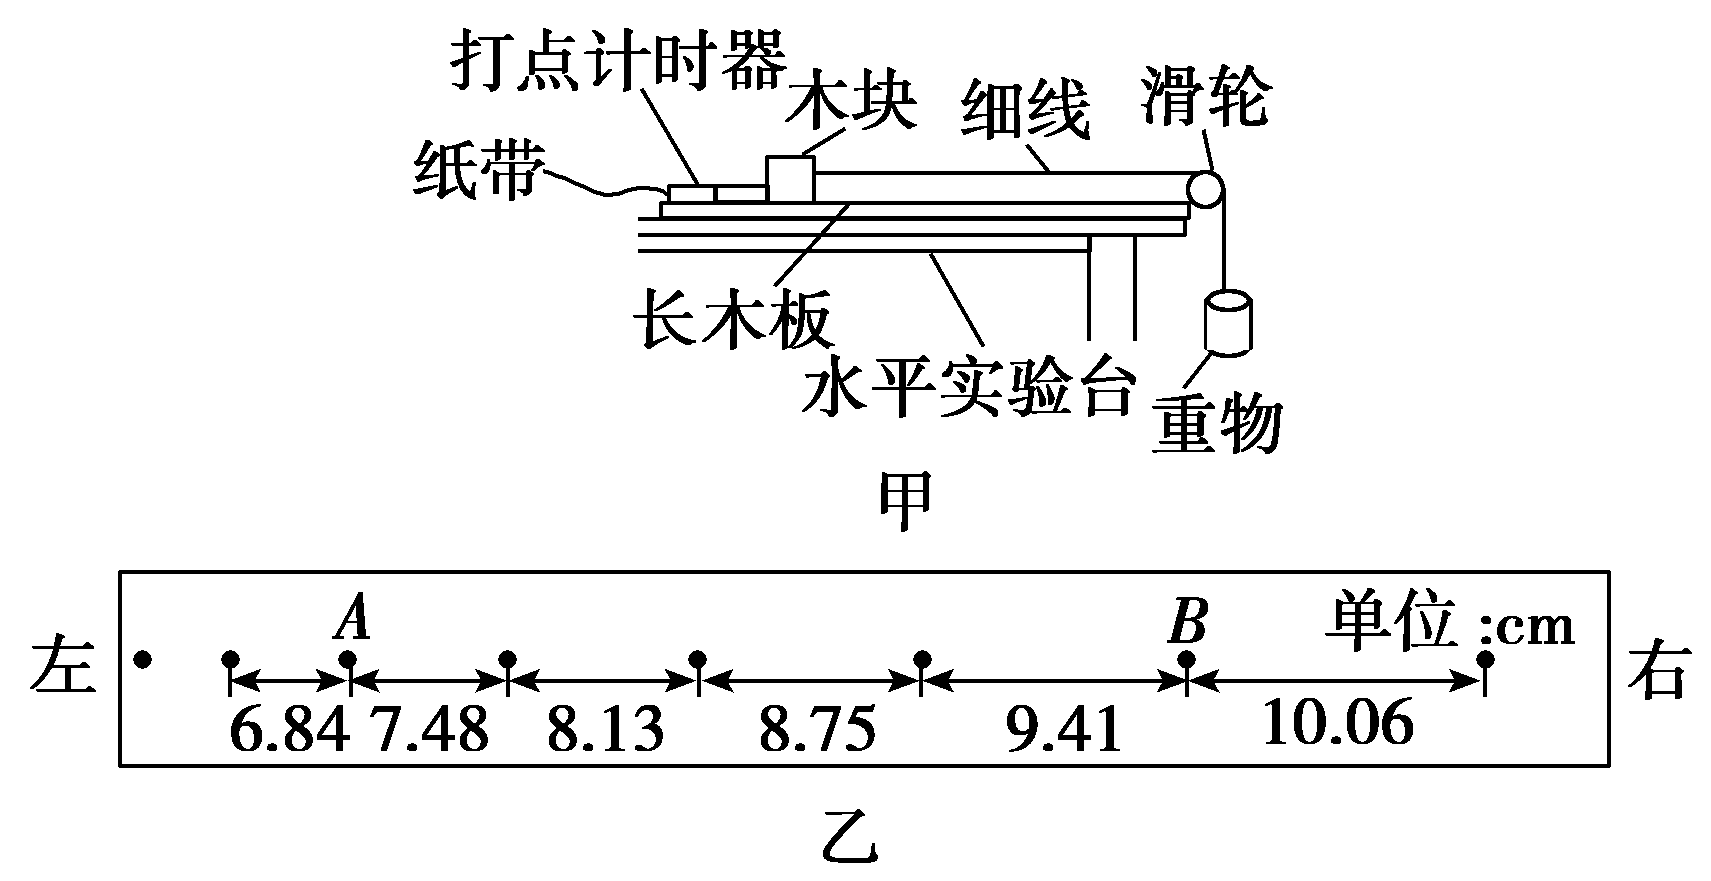 打点计时器
木块
细线
滑轮
纸带
长木板
水平实验台
重物
甲
A
B
单位:cm
左
右
6.84 7.48 8.13 8.75 9.41 10.06
乙